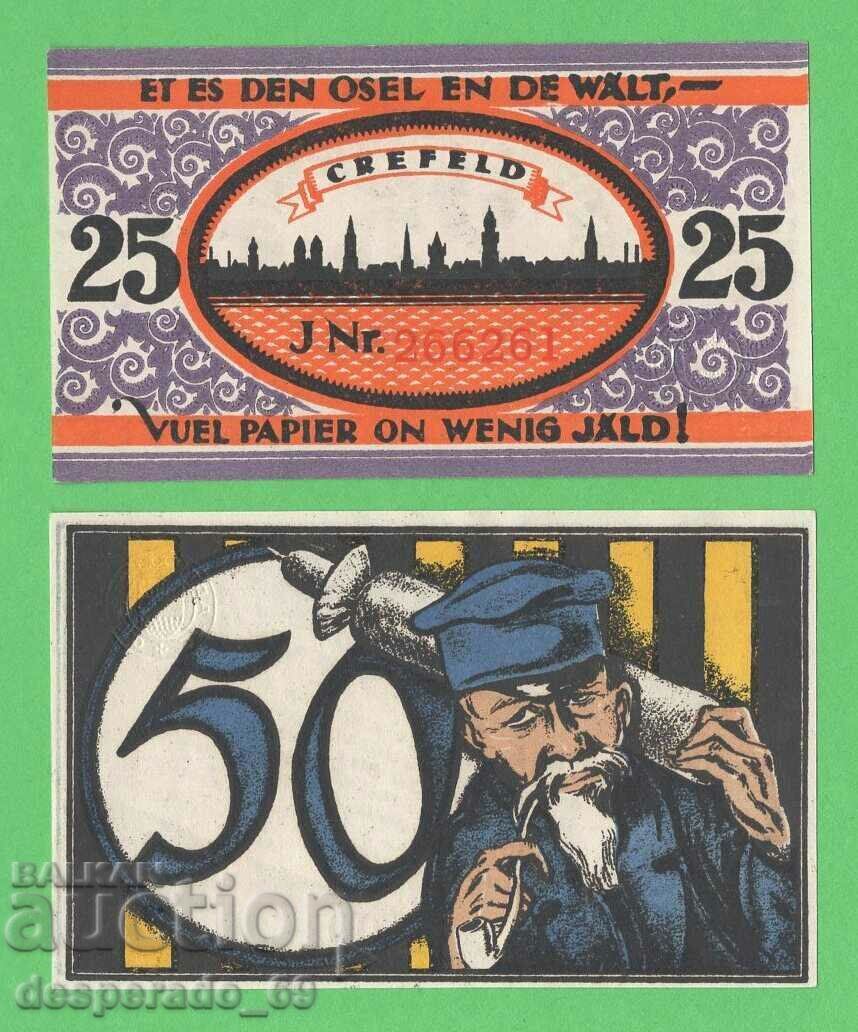 ET ES DEN OSEL EN DE WÄLT,—
CREFELD
25 25
J Nr. 266261
VUEL PAPIER ON WENIG JÄLD!
50
BALKAN
auction
desperado_69